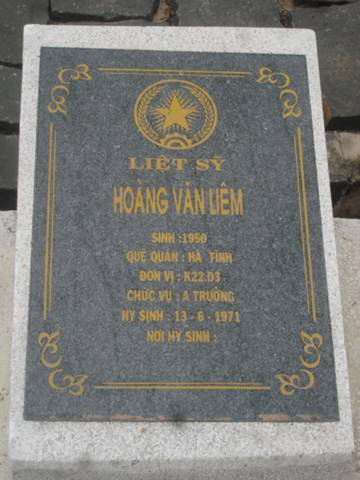 LIỆT SỸ
HOÀNG VĂN LIÊM
SINH :1950
QUÊ QUÁN : HÀ TĨNH
ĐƠN VỊ : K22.D3
CHỨC VỤ : A TRƯỞNG
HY SINH : 13 - 6 - 1971
NƠI HY SINH :